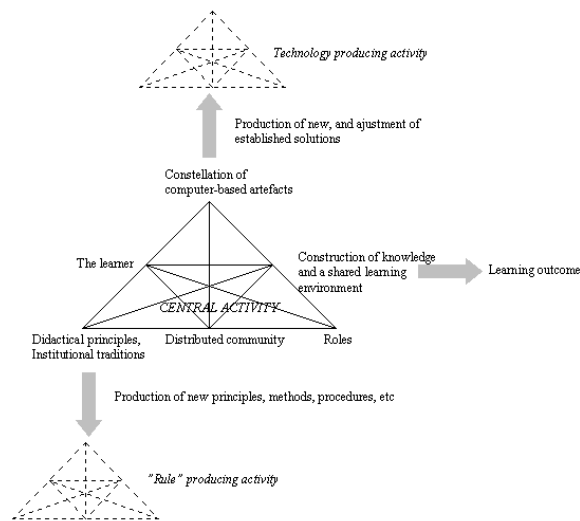 Technology producing activity
Production of new, and ajustment of
established solutions
Constellation of
computer-based artefacts
The learner
Construction of knowledge
and a shared learning
environment
Learning outcome
CENTRAL ACTIVITY
Didactical principles,
Institutional traditions
Distributed community
Roles
Production of new principles, methods, procedures, etc
"Rule" producing activity